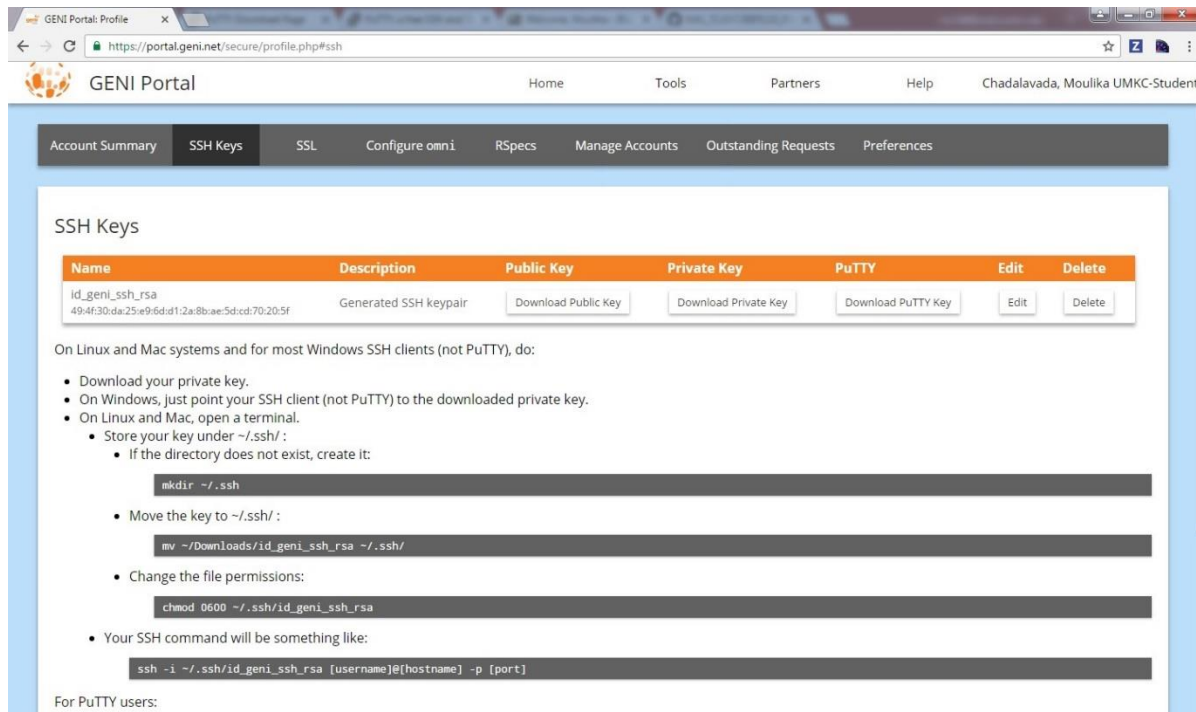 GENI Portal: Profile
https://portal.geni.net/secure/profile.php#ssh
GENI Portal
Home Tools Partners Help Chadalavada, Moulika UMKC-Student
Account Summary SSH Keys SSL Configure omni RSpecs Manage Accounts Outstanding Requests Preferences
SSH Keys
Name Description Public Key Private Key PuTTY Edit Delete
id_geni_ssh_rsa
49:4f:30:da:25:e9:6d:d1:2a:8b:ae:5d:cd:70:20:5f
Generated SSH keypair Download Public Key Download Private Key Download PuTTY Key Edit Delete
On Linux and Mac systems and for most Windows SSH clients (not PuTTY), do:
• Download your private key.
• On Windows, just point your SSH client (not PuTTY) to the downloaded private key.
• On Linux and Mac, open a terminal.
• Store your key under ~/.ssh/ :
• If the directory does not exist, create it:
mkdir ~/.ssh
• Move the key to ~/.ssh/ :
mv ~/Downloads/id_geni_ssh_rsa ~/.ssh/
• Change the file permissions:
chmod 0600 ~/.ssh/id_geni_ssh_rsa
• Your SSH command will be something like:
ssh -i ~/.ssh/id_geni_ssh_rsa [username]@[hostname] -p [port]
For PuTTY users: